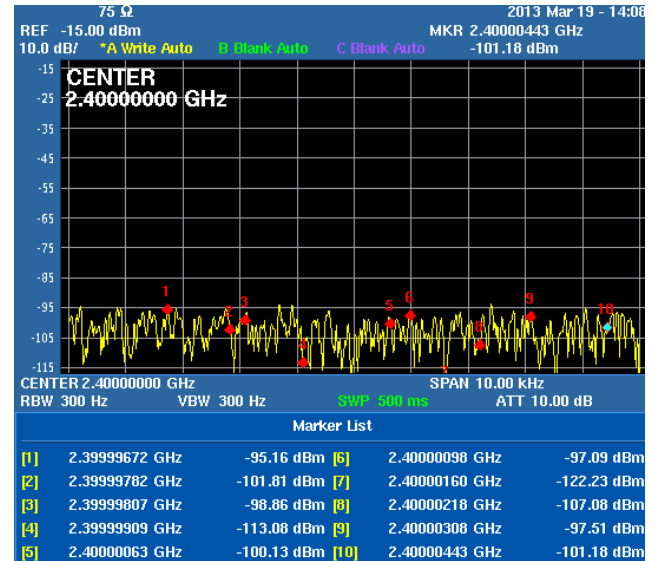 75 Ω 2013 Mar 19 - 14:08
REF -15.00 dBm MKR 2.40000443 GHz
10.0 dB/ *A Write Auto B Blank Auto C Blank Auto -101.18 dBm
-15
CENTER
-25
2.40000000 GHz
-35
-45
-55
-65
-75
-85
1 6 9
-95
2 3 5 10
8
-105
4
-115
CENTER 2.40000000 GHz SPAN 10.00 kHz
RBW 300 Hz VBW 300 Hz SWP 500 ms ATT 10.00 dB
Marker List
[1] 2.39999672 GHz -95.16 dBm [6] 2.40000098 GHz -97.09 dBm
[2] 2.39999782 GHz -101.81 dBm [7] 2.40000160 GHz -122.23 dBm
[3] 2.39999807 GHz -98.86 dBm [8] 2.40000218 GHz -107.08 dBm
[4] 2.39999909 GHz -113.08 dBm [9] 2.40000308 GHz -97.51 dBm
[5] 2.40000063 GHz -100.13 dBm [10] 2.40000443 GHz -101.18 dBm